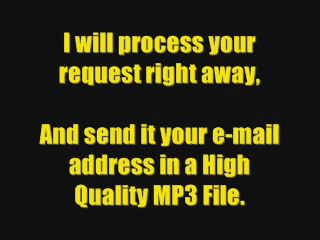 I will process your
request right away,
And send it your e-mail
address in a High
Quality MP3 File.